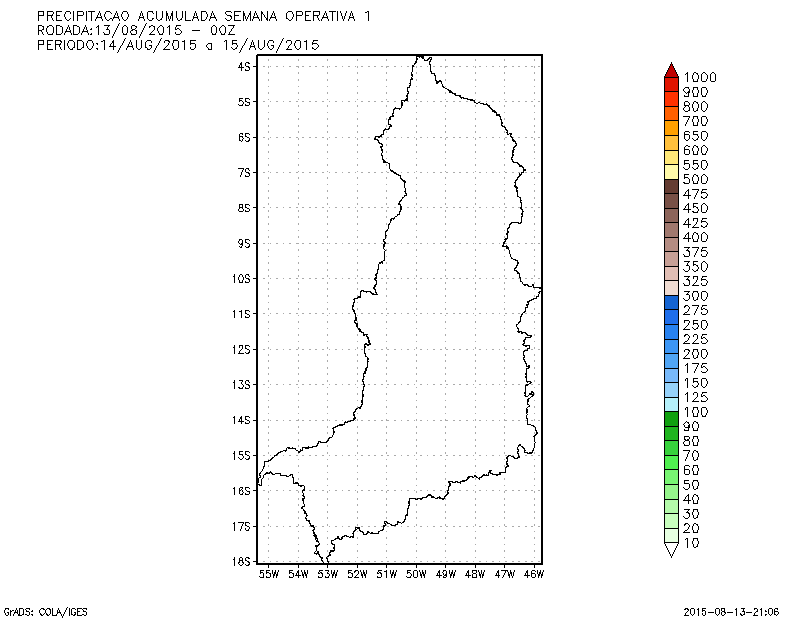 PRECIPITACAO ACUMULADA SEMANA OPERATIVA 1
RODADA:13/08/2015 - 00Z
PERIODO:14/AUG/2015 a 15/AUG/2015
4S
5S
6S
7S
8S
9S
10S
11S
12S
13S
14S
15S
16S
17S
18S
55W 54W 53W 52W 51W 50W 49W 48W 47W 46W
1000
900
800
700
650
600
550
500
475
450
425
400
375
350
325
300
275
250
225
200
175
150
125
100
90
80
70
60
50
40
30
20
10
GrADS: COLA/IGES
2015-08-13-21:06